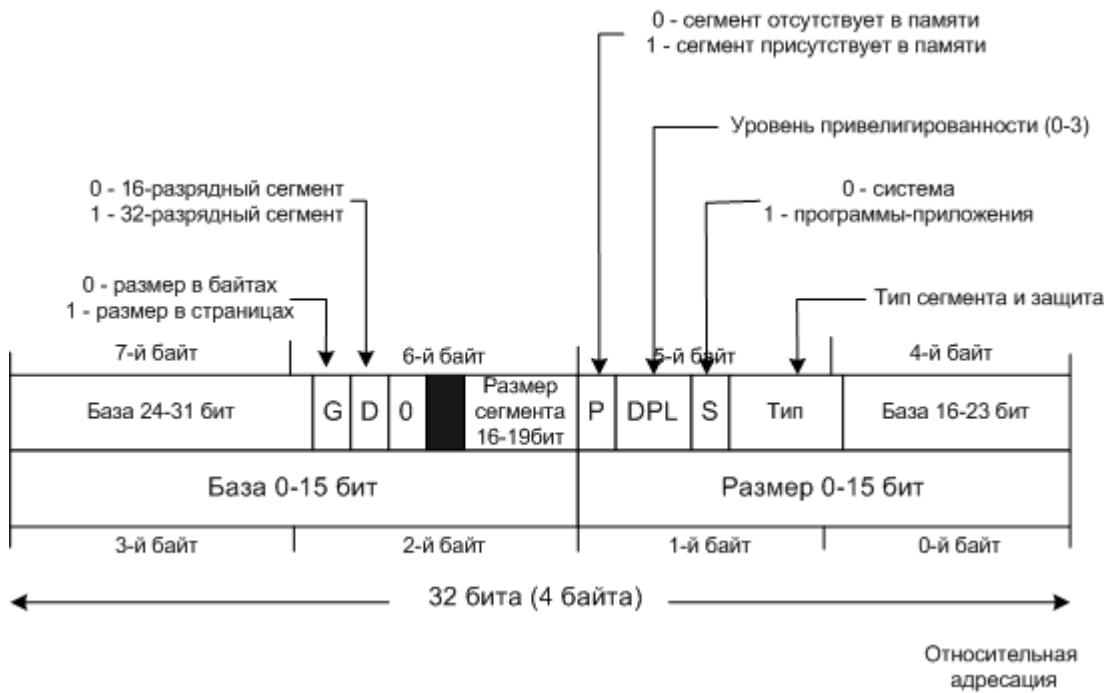 0 - сегмент отсутствует в памяти
1 - сегмент присутствует в памяти
Уровень привелигированности (0-3)
0 - 16-разрядный сегмент
1 - 32-разрядный сегмент
0 - система
1 - программы-приложения
0 - размер в байтах
1 - размер в страницах
Тип сегмента и защита
7-й байт
6-й байт
5-й байт
4-й байт
База 24-31 бит
G
D
0
Размер
сегмента
16-19бит
P
DPL
S
Тип
База 16-23 бит
База 0-15 бит
Размер 0-15 бит
3-й байт
2-й байт
1-й байт
0-й байт
32 бита (4 байта)
Относительная
адресация